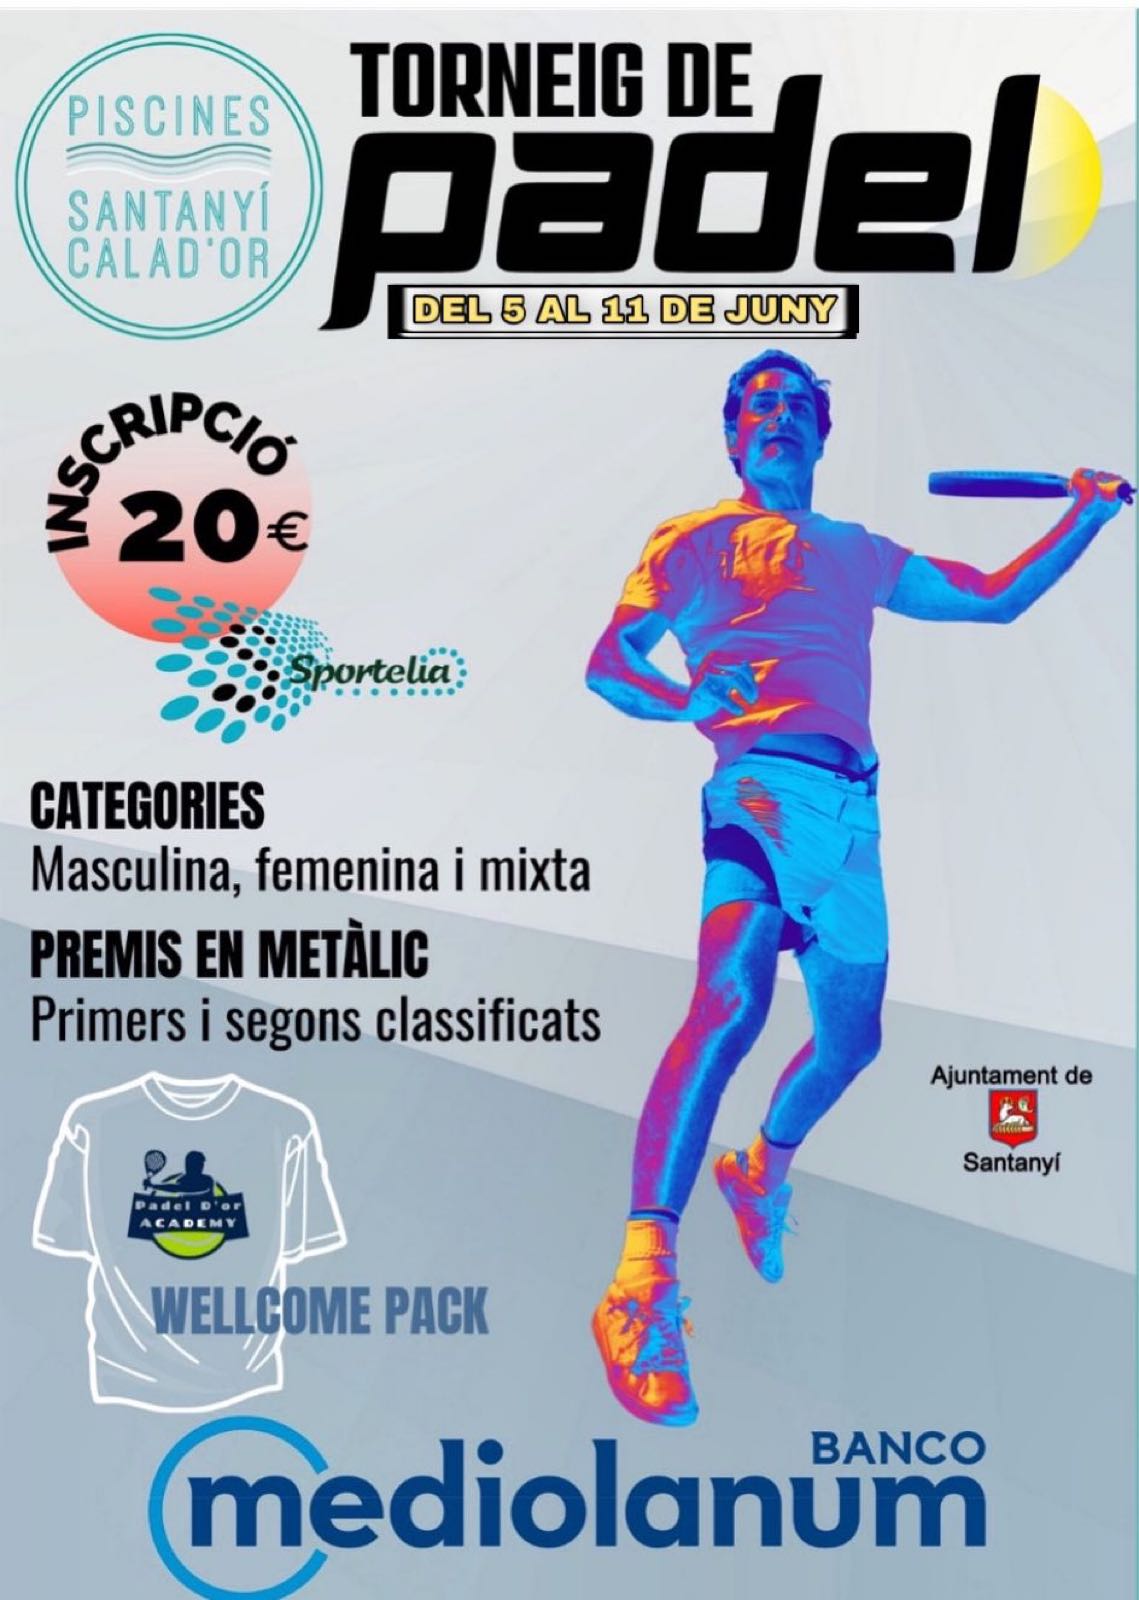 PISCINES
SANTANYÍ
CALAD'OR
TORNEIG DE
padel
DEL 5 AL 11 DE JUNY
INSCRIPCIÓ
20€
Sportelia
CATEGORIES
Masculina, femenina i mixta
PREMIS EN METÀLIC
Primers i segons classificats
Ajuntament de
Santanyí
Padel D'or
ACADEMY
WELLCOME PACK
BANCO
mediolanum